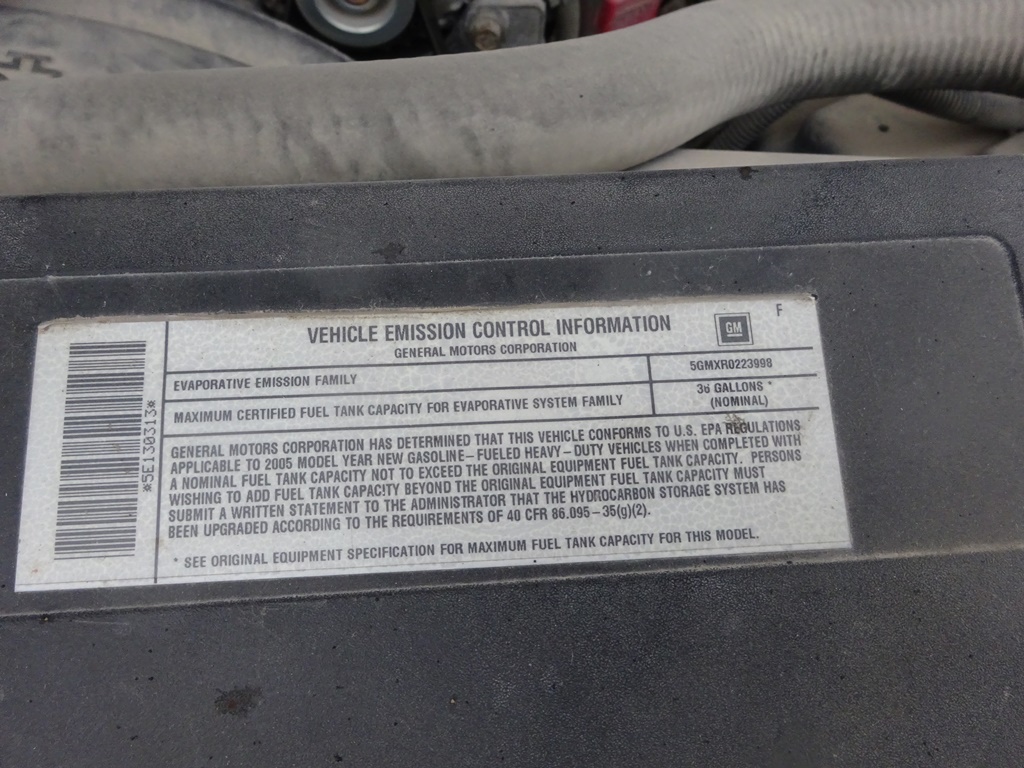 VEHICLE EMISSION CONTROL INFORMATION
GM
F
GENERAL MOTORS CORPORATION
EVAPORATIVE EMISSION FAMILY
5GMXR0223998
MAXIMUM CERTIFIED FUEL TANK CAPACITY FOR EVAPORATIVE SYSTEM FAMILY
GALLONS *
(NOMINAL)
GENERAL MOTORS CORPORATION HAS DETERMINED THAT THIS VEHICLE CONFORMS TO U.S. EPA REGULATIONS
APPLICABLE TO 2005 MODEL YEAR NEW GASOLINE-FUELED HEAVY-DUTY VEHICLES WHEN COMPLETED WITH
A NOMINAL FUEL TANK CAPACITY NOT TO EXCEED THE ORIGINAL EQUIPMENT FUEL TANK CAPACITY. PERSONS
WISHING TO ADD FUEL TANK CAPACITY BEYOND THE ORIGINAL EQUIPMENT FUEL TANK CAPACITY MUST
SUBMIT A WRITTEN STATEMENT TO THE ADMINISTRATOR THAT THE HYDROCARBON STORAGE SYSTEM HAS
BEEN UPGRADED ACCORDING TO THE REQUIREMENTS OF 40 CFR 86.095-35(g)(2).
* SEE ORIGINAL EQUIPMENT SPECIFICATION FOR MAXIMUM FUEL TANK CAPACITY FOR THIS MODEL.
*5E130313*